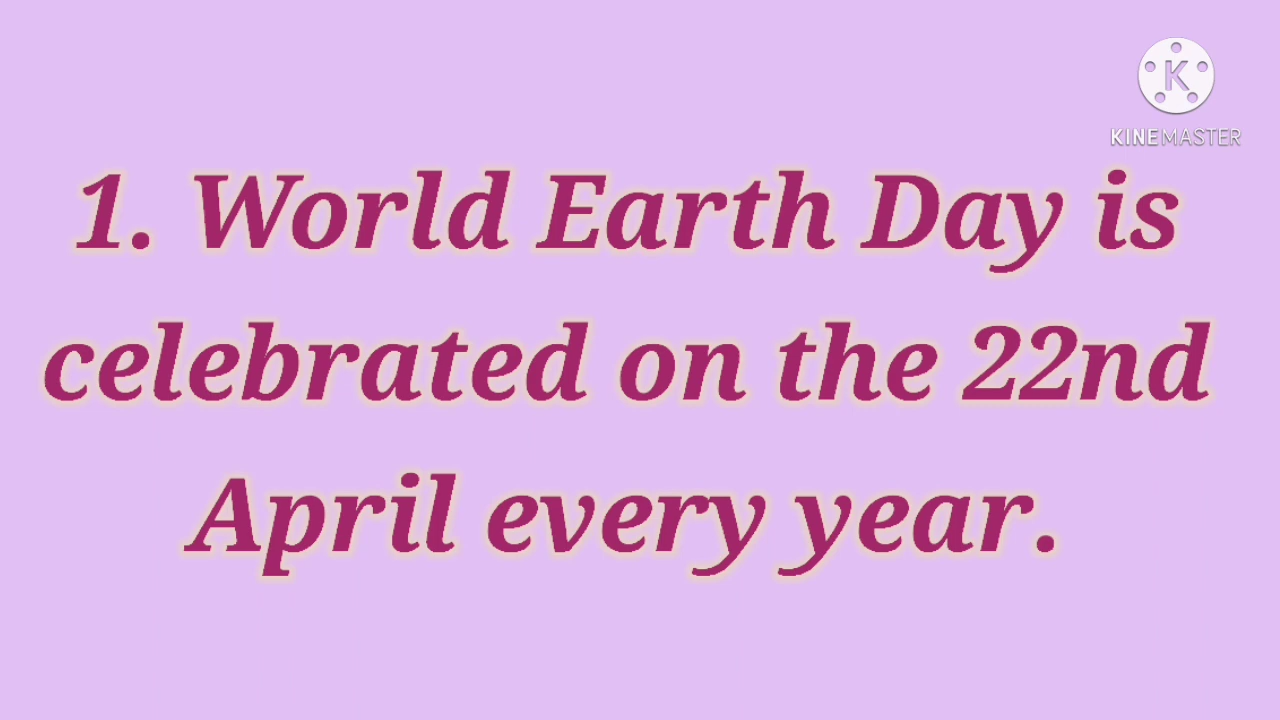 K
KINEMASTER
1. World Earth Day is
celebrated on the 22nd
April every year.